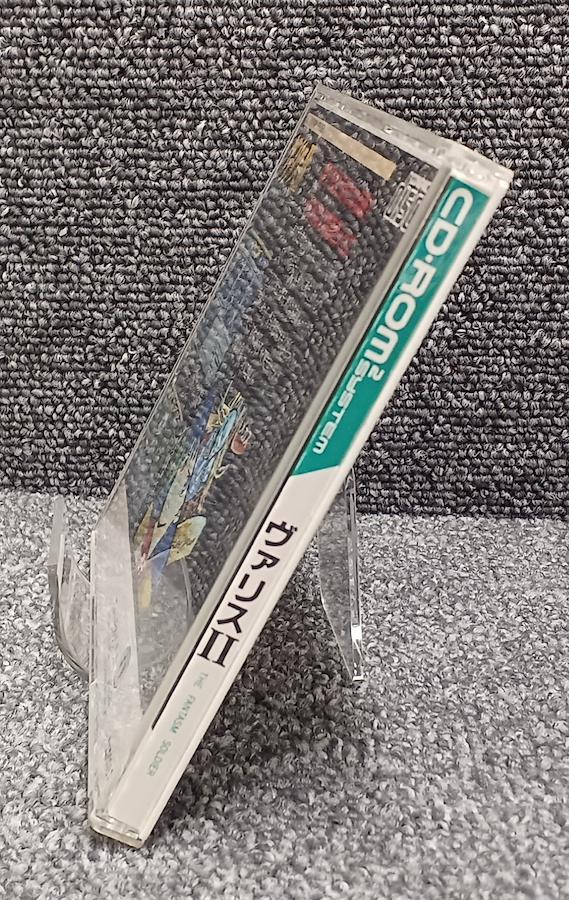 CD·ROM²
SYSTEM
ヴァリスII
THE FANTASM SOLDIER